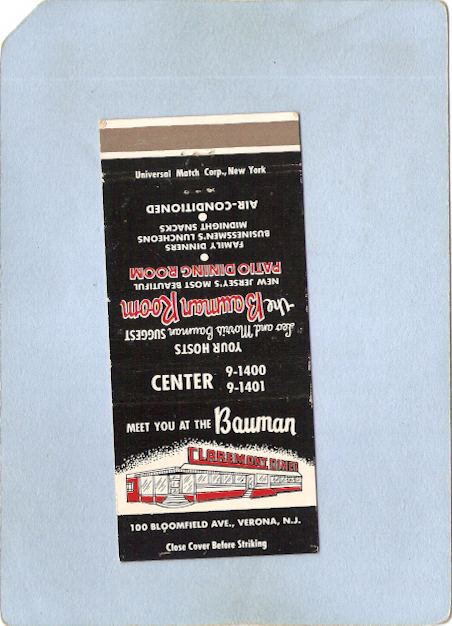 Universal Match Corp., New York
YOUR HOSTS
Leo and Morris Bauman SUGGEST
the Bauman Room
NEW JERSEY'S MOST BEAUTIFUL
PATIO DINING ROOM
FAMILY DINNERS
BUSINESSMEN'S LUNCHEONS
MIDNIGHT SNACKS
AIR-CONDITIONED
CENTER 9-1400
9-1401
MEET YOU AT THE Bauman
CLAREMONT DINER
100 BLOOMFIELD AVE., VERONA, N.J.
Close Cover Before Striking